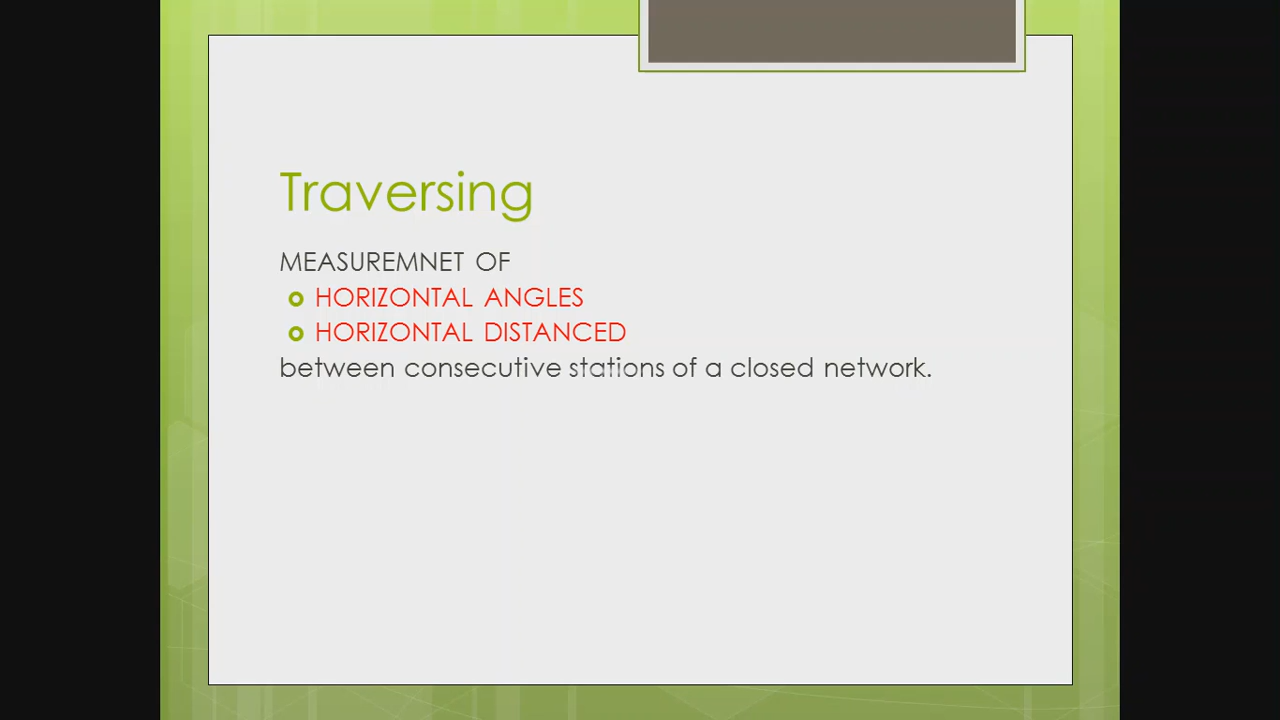 Traversing
MEASUREMNET OF
HORIZONTAL ANGLES
HORIZONTAL DISTANCED
between consecutive stations of a closed network.